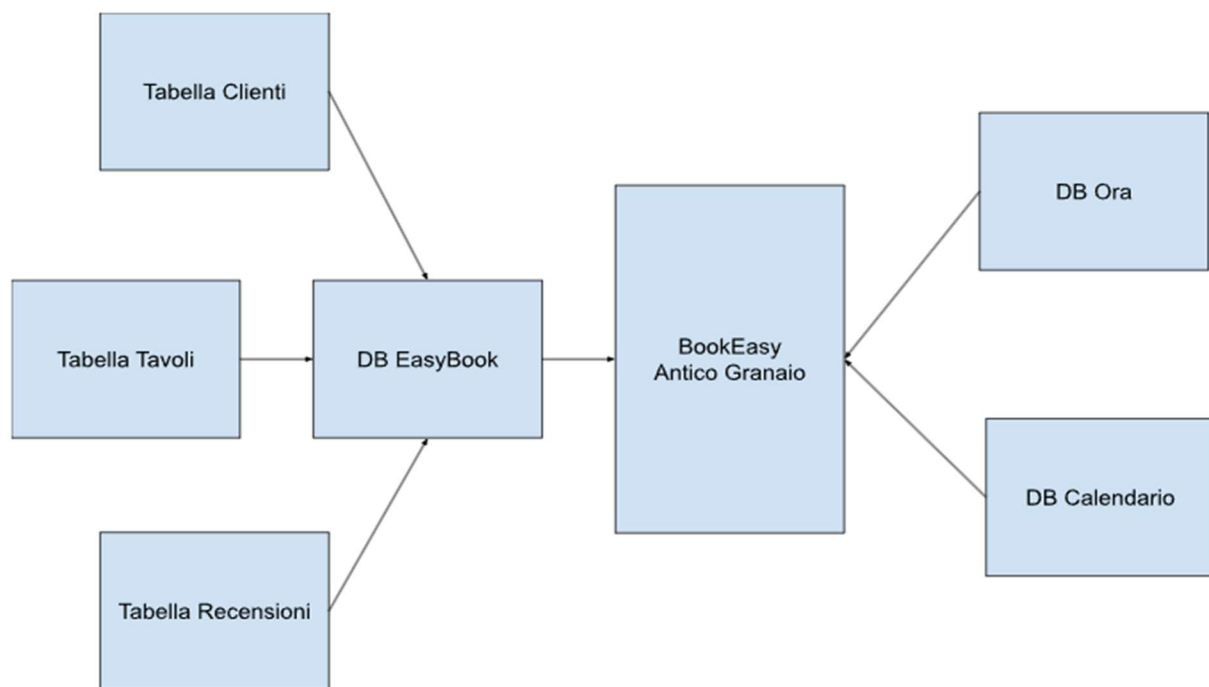 Tabella Clienti
DB Ora
Tabella Tavoli
DB EasyBook
BookEasy
Antico Granaio
DB Calendario
Tabella Recensioni